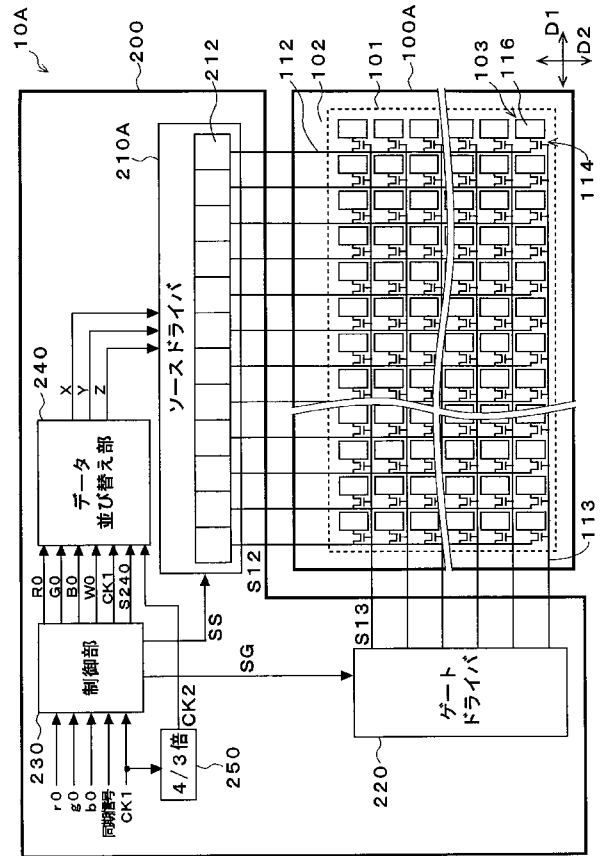 10A
200
230
r0
g0
b0
同期信号
CK1
制御部
R0
G0
B0
W0
CK1
S240
240
データ
並び替え部
X
Y
Z
4/3倍
250
CK2
SS
SG
210A
ソースドライバ
212
S12
220
ゲート
ドライバ
S13
112
102
101
100A
103
116
113
114
D1
D2